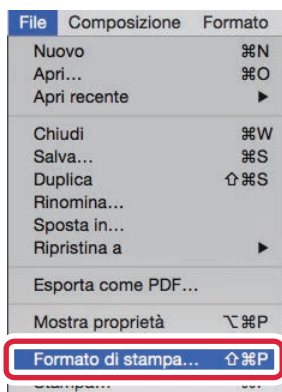 File Composizione Formato
Nuovo ⌘N
Apri... ⌘O
Apri recente ▶
Chiudi ⌘W
Salva... ⌘S
Duplica ⇧⌘S
Rinomina...
Sposta in...
Ripristina a ▶
Esporta come PDF...
Mostra proprietà ⌥⌘P
Formato di stampa... ⇧⌘P